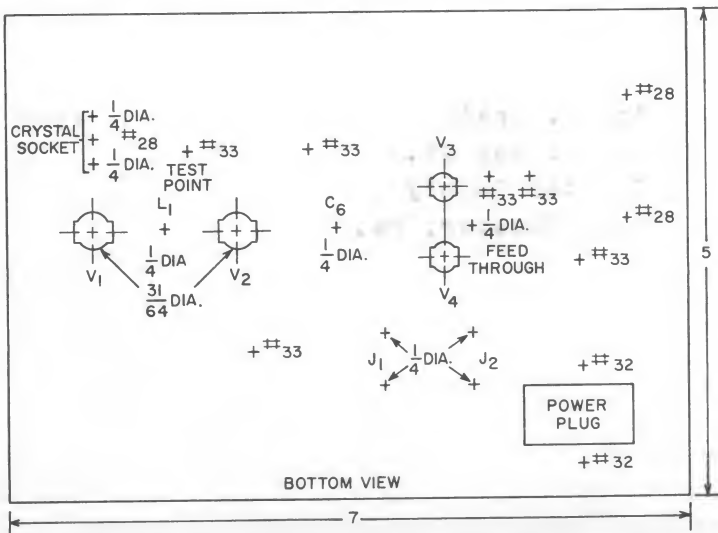 + #28
CRYSTAL SOCKET
+ 1/4 DIA.
+ #28
+ 1/4 DIA.
+ #33
TEST POINT
+ #33
V3
+ +
#33 #33
L1
+
1/4 DIA
C6
+
1/4 DIA.
+ 1/4 DIA.
FEED THROUGH
+ #28
+ #33
V1
V2
31/64 DIA.
V4
5
+ #33
J1
1/4 DIA.
J2
+ #32
POWER PLUG
+ #32
BOTTOM VIEW
7